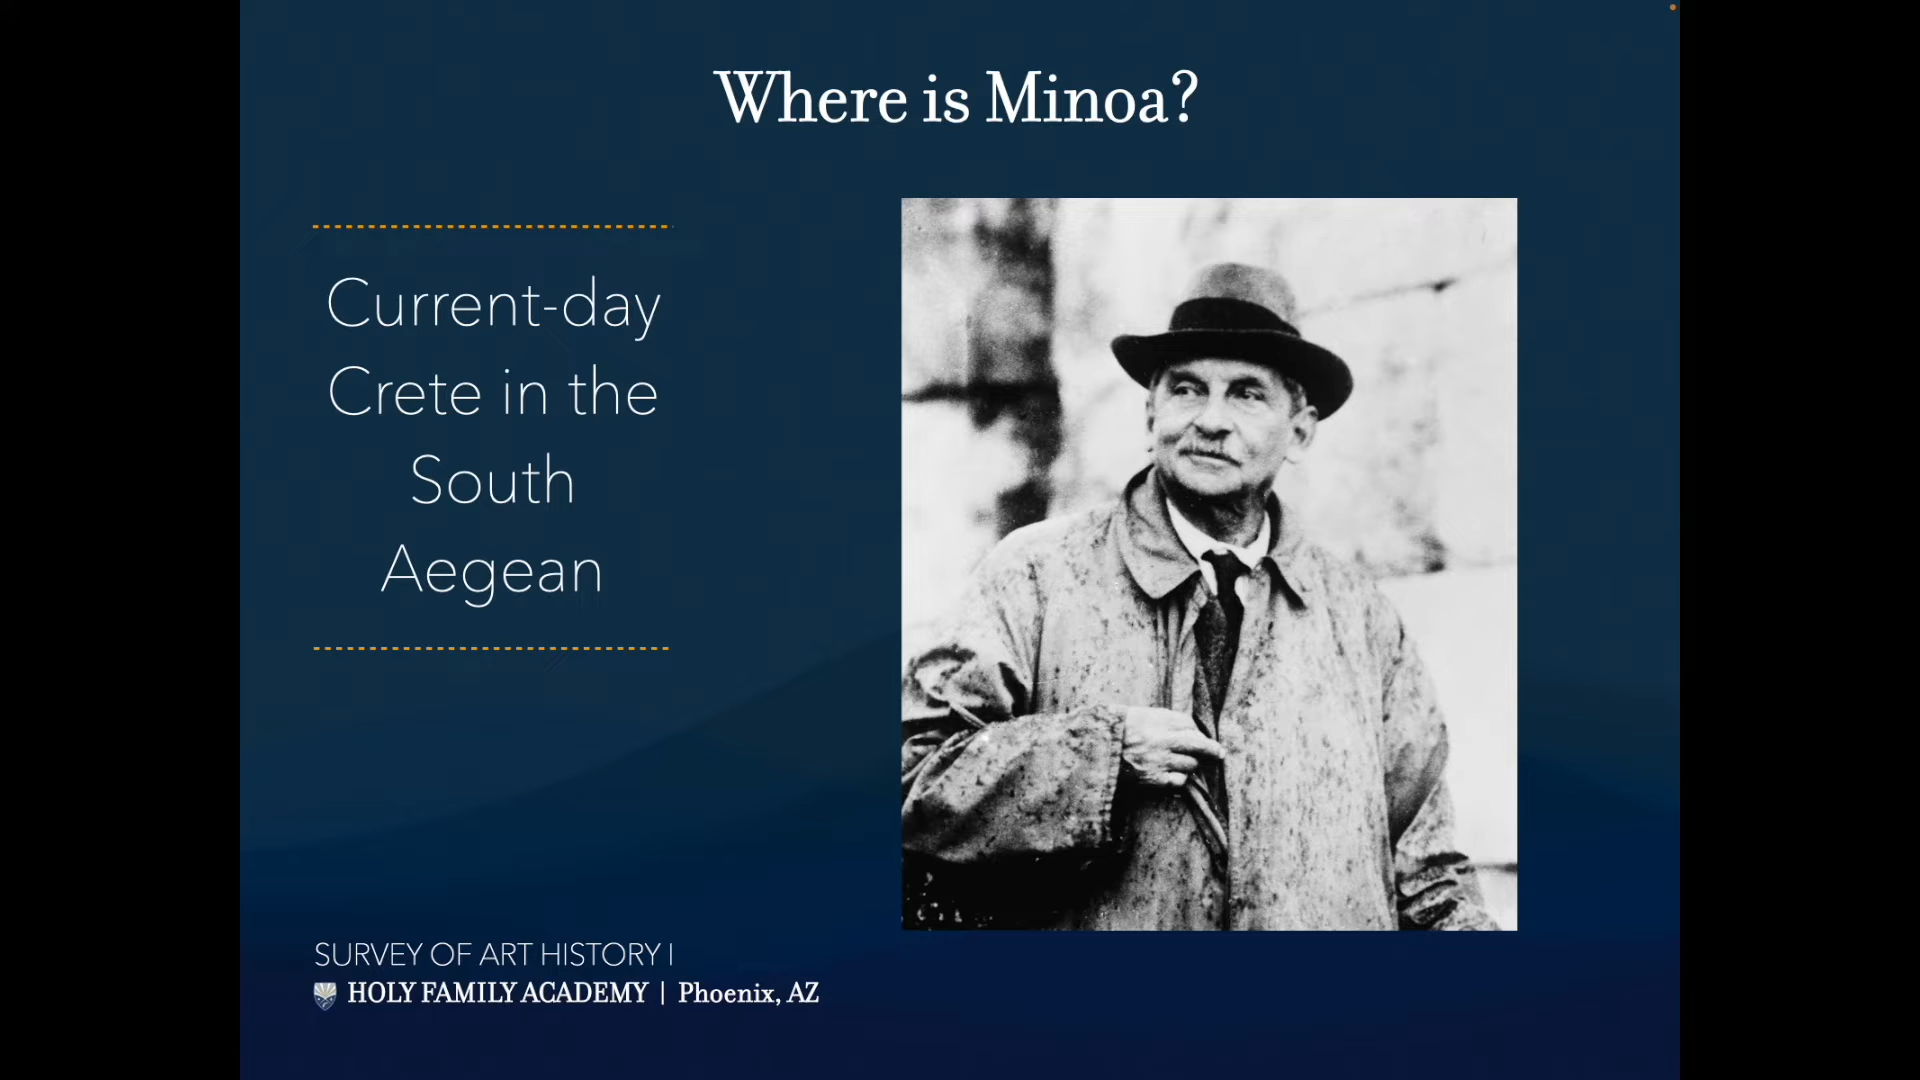 Where is Minoa?
Current-day
Crete in the
South
Aegean
SURVEY OF ART HISTORY I
HOLY FAMILY ACADEMY | Phoenix, AZ